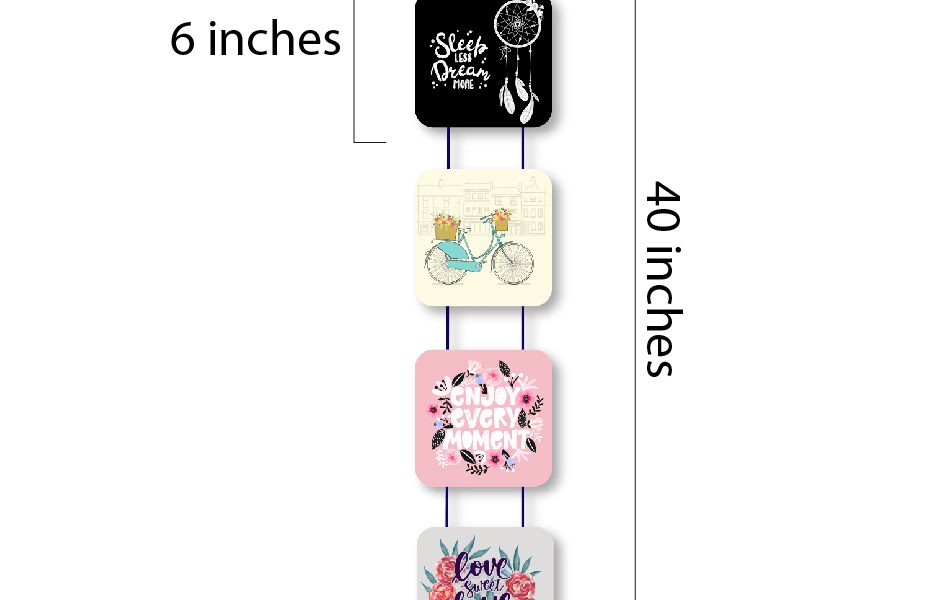 6 inches
Sleep
LESS
Dream
MORE
40 inches
ENJOY
EVERY
MOMENT
love
sweet